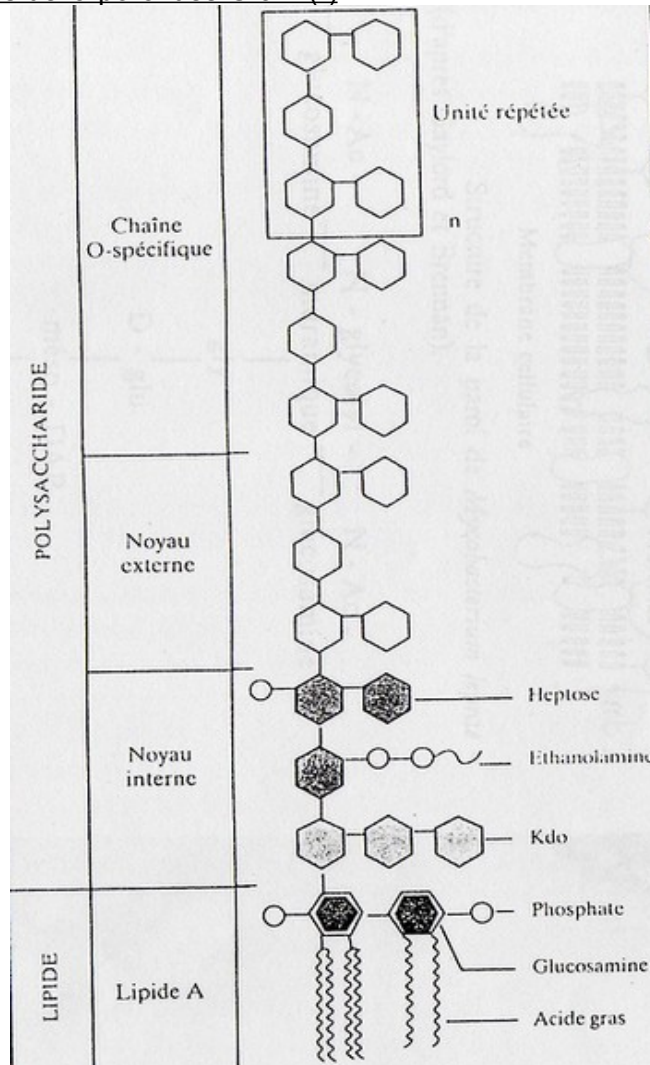 Unité répétée
n
Chaîne
O-spécifique
POLYSACCHARIDE
Noyau
externe
Heptose
Noyau
interne
Ethanolamine
Kdo
Phosphate
Glucosamine
LIPIDE
Lipide A
Acide gras